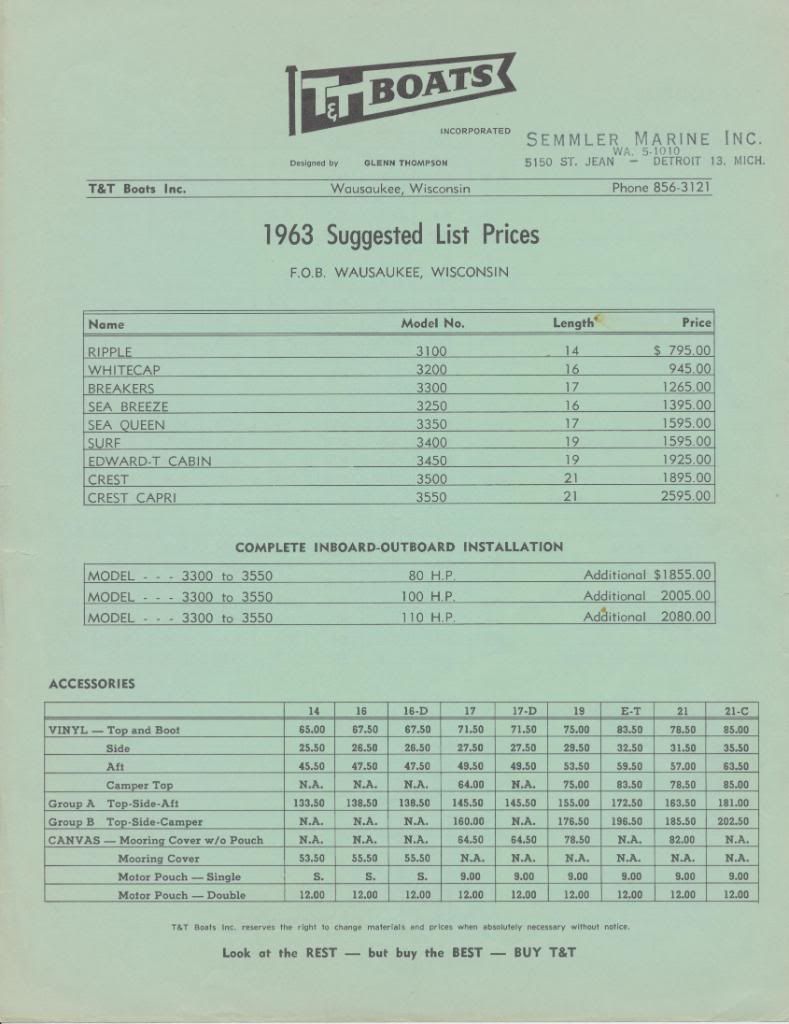 T&T BOATS
INCORPORATED
SEMMLER MARINE INC.
WA. 5-1010
Designed by GLENN THOMPSON
5150 ST. JEAN — DETROIT 13, MICH.
T&T Boats Inc. Wausaukee, Wisconsin Phone 856-3121
1963 Suggested List Prices
F.O.B. WAUSAUKEE, WISCONSIN
Name Model No. Length Price
RIPPLE 3100 14 $ 795.00
WHITECAP 3200 16 945.00
BREAKERS 3300 17 1265.00
SEA BREEZE 3250 16 1395.00
SEA QUEEN 3350 17 1595.00
SURF 3400 19 1595.00
EDWARD-T CABIN 3450 19 1925.00
CREST 3500 21 1895.00
CREST CAPRI 3550 21 2595.00
COMPLETE INBOARD-OUTBOARD INSTALLATION
MODEL - - - 3300 to 3550 80 H.P. Additional $1855.00
MODEL - - - 3300 to 3550 100 H.P. Additional 2005.00
MODEL - - - 3300 to 3550 110 H.P. Additional 2080.00
ACCESSORIES
14 16 16-D 17 17-D 19 E-T 21 21-C
VINYL — Top and Boot 65.00 67.50 67.50 71.50 71.50 75.00 83.50 78.50 85.00
Side 25.50 26.50 26.50 27.50 27.50 29.50 32.50 31.50 35.50
Aft 45.50 47.50 47.50 49.50 49.50 53.50 59.50 57.00 63.50
Camper Top N.A. N.A. N.A. 64.00 N.A. 75.00 83.50 78.50 85.00
Group A Top-Side-Aft 133.50 138.50 138.50 145.50 145.50 155.00 172.50 163.50 181.00
Group B Top-Side-Camper N.A. N.A. N.A. 160.00 N.A. 176.50 196.50 185.50 202.50
CANVAS — Mooring Cover w/o Pouch N.A. N.A. N.A. 64.50 64.50 78.50 N.A. 82.00 N.A.
Mooring Cover 53.50 55.50 55.50 N.A. N.A. N.A. N.A. N.A. N.A.
Motor Pouch — Single S. S. S. 9.00 9.00 9.00 9.00 9.00 9.00
Motor Pouch — Double 12.00 12.00 12.00 12.00 12.00 12.00 12.00 12.00 12.00
T&T Boats Inc. reserves the right to change materials and prices when absolutely necessary without notice.
Look at the REST — but buy the BEST — BUY T&T